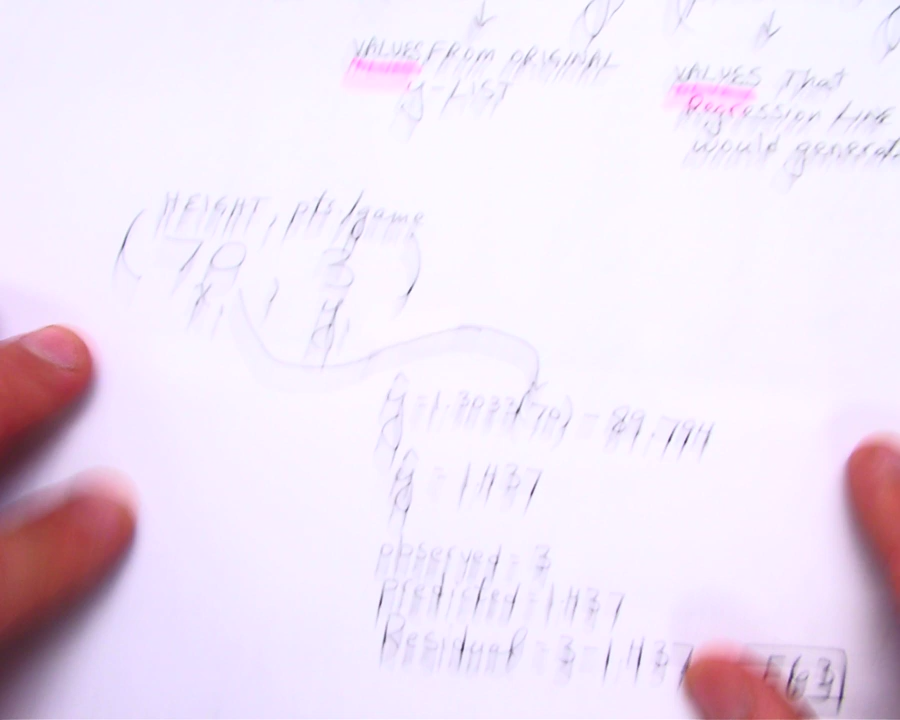 VALUES FROM ORIGINAL
y-LIST
VALUES That
Regression Line
would generate
HEIGHT, pts/game
(70, 3)
x, y
ŷ = 1.3033(70) - 89.794
ŷ = 1.437
observed = 3
predicted = 1.437
Residual = 3 - 1.437